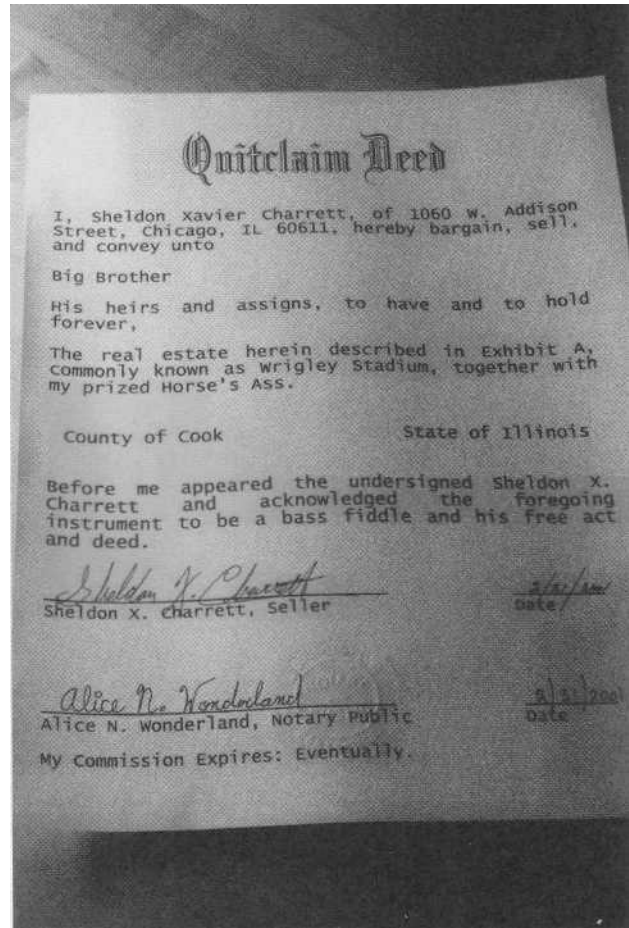 Quitclaim Deed
I, Sheldon Xavier Charrett, of 1060 W. Addison
Street, Chicago, IL 60611, hereby bargain, sell,
and convey unto
Big Brother
His heirs and assigns, to have and to hold
forever,
The real estate herein described in Exhibit A,
commonly known as Wrigley Stadium, together with
my prized Horse's Ass.
County of Cook State of Illinois
Before me appeared the undersigned Sheldon X.
Charrett and acknowledged the foregoing
instrument to be a bass fiddle and his free act
and deed.
Sheldon X. Charrett
Sheldon X. Charrett, Seller Date
Alice N. Wonderland
Alice N. Wonderland, Notary Public Date
My Commission Expires: Eventually.